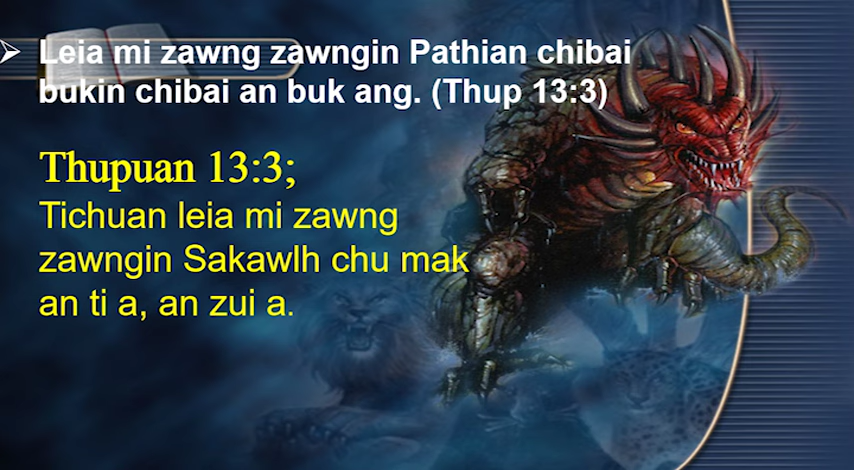 ➢ Leia mi zawng zawngin Pathian chibai
bukin chibai an buk ang. (Thup 13:3)
Thupuan 13:3;
Tichuan leia mi zawng
zawngin Sakawlh chu mak
an ti a, an zui a.